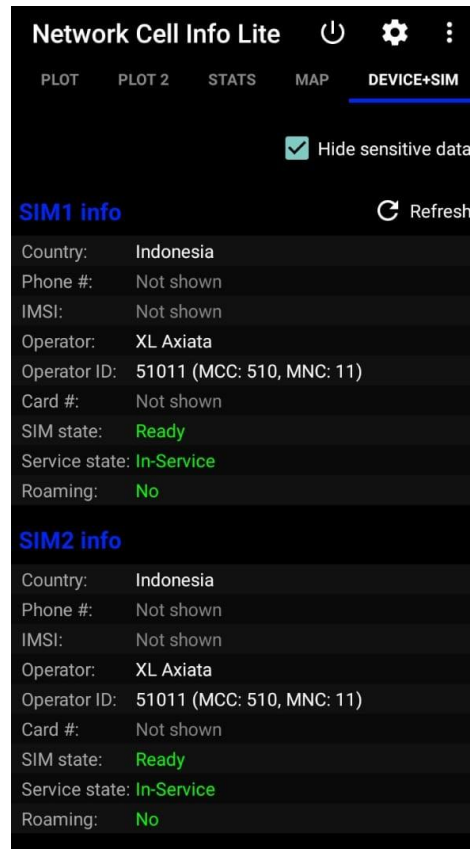 Network Cell Info Lite
PLOT PLOT 2 STATS MAP DEVICE+SIM
Hide sensitive data
SIM1 info Refresh
Country: Indonesia
Phone #: Not shown
IMSI: Not shown
Operator: XL Axiata
Operator ID: 51011 (MCC: 510, MNC: 11)
Card #: Not shown
SIM state: Ready
Service state: In-Service
Roaming: No
SIM2 info
Country: Indonesia
Phone #: Not shown
IMSI: Not shown
Operator: XL Axiata
Operator ID: 51011 (MCC: 510, MNC: 11)
Card #: Not shown
SIM state: Ready
Service state: In-Service
Roaming: No